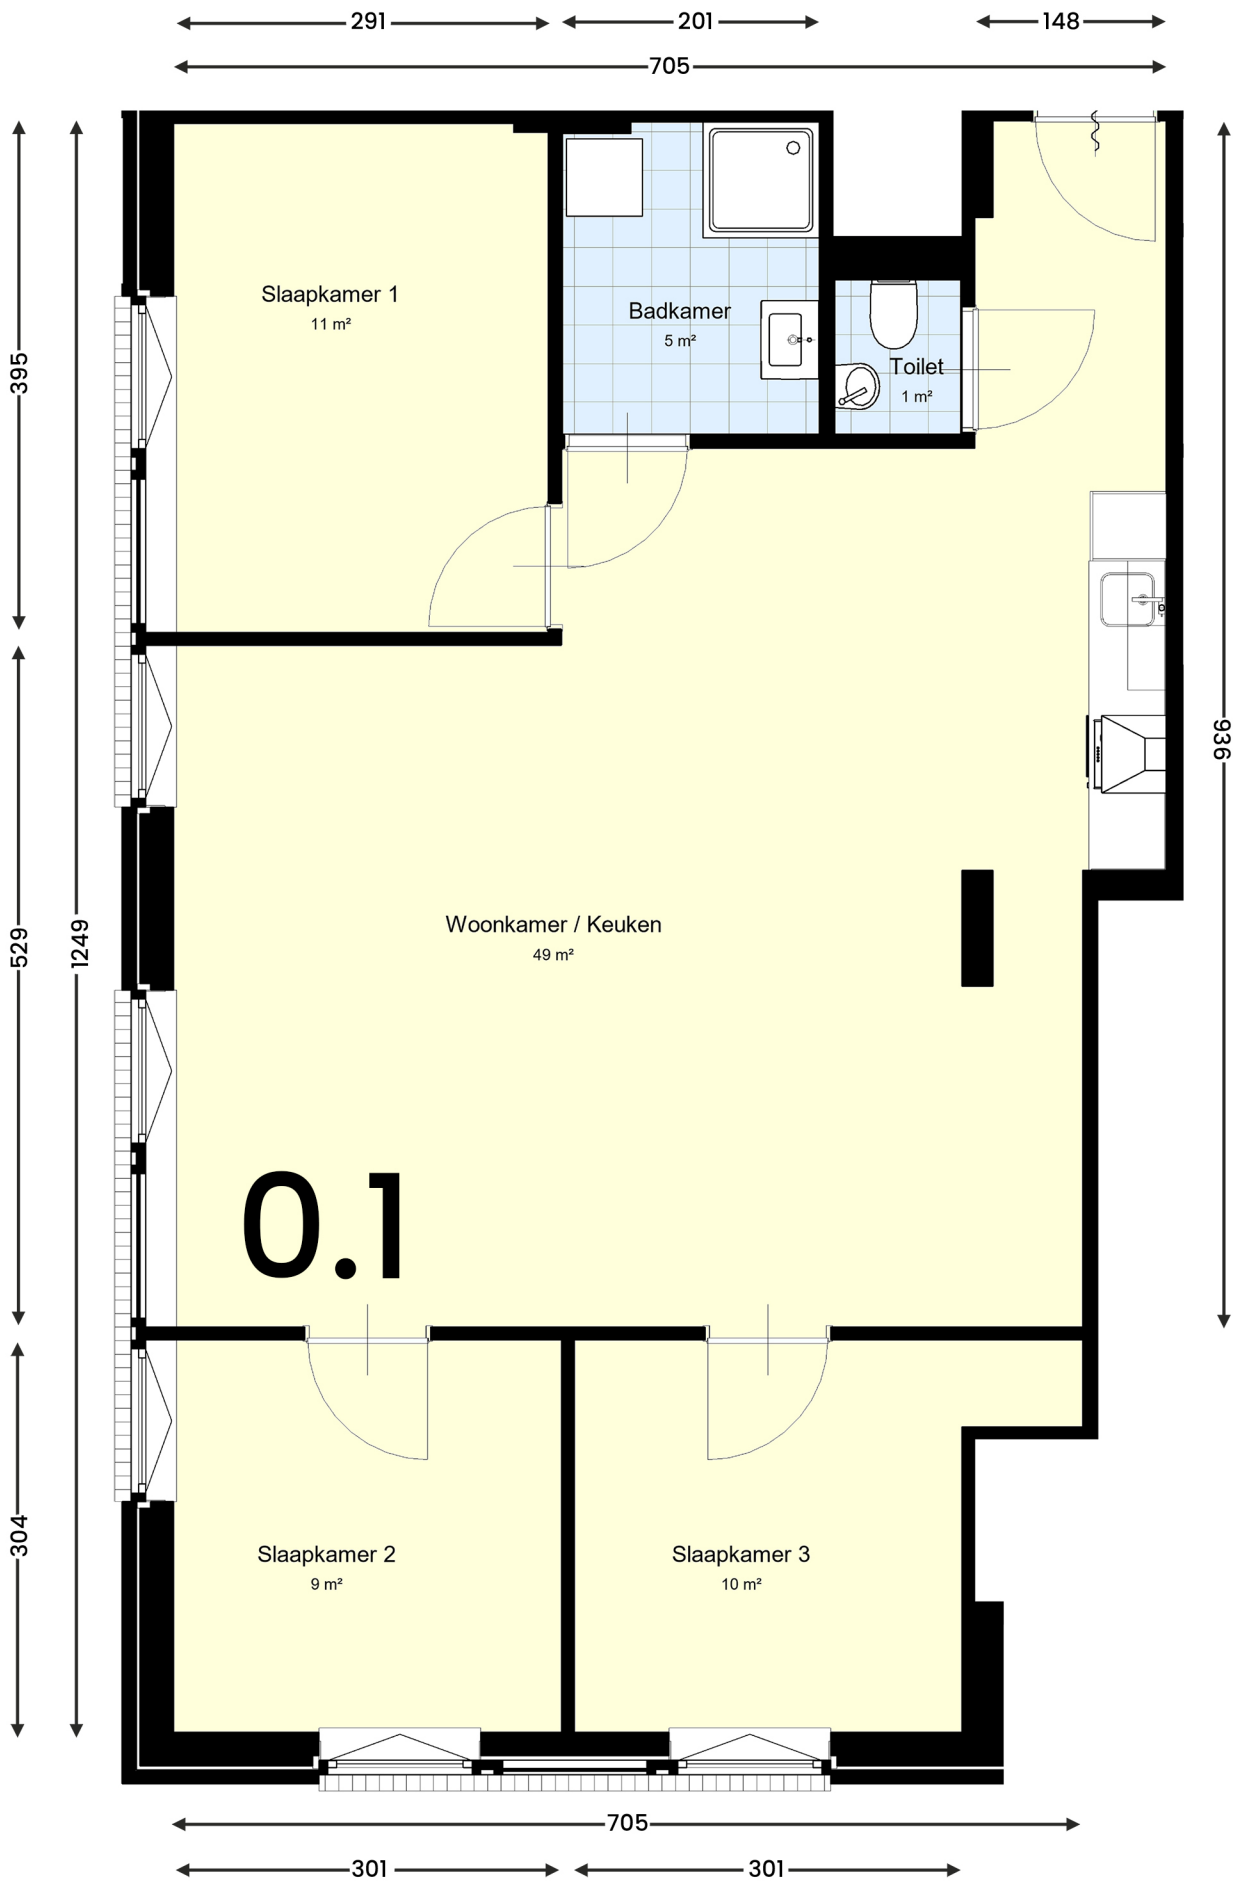 291
201
148
705
Slaapkamer 1
11 m²
Badkamer
5 m²
Toilet
1 m²
395
936
Woonkamer / Keuken
49 m²
529
1249
0.1
304
Slaapkamer 2
9 m²
Slaapkamer 3
10 m²
705
301
301